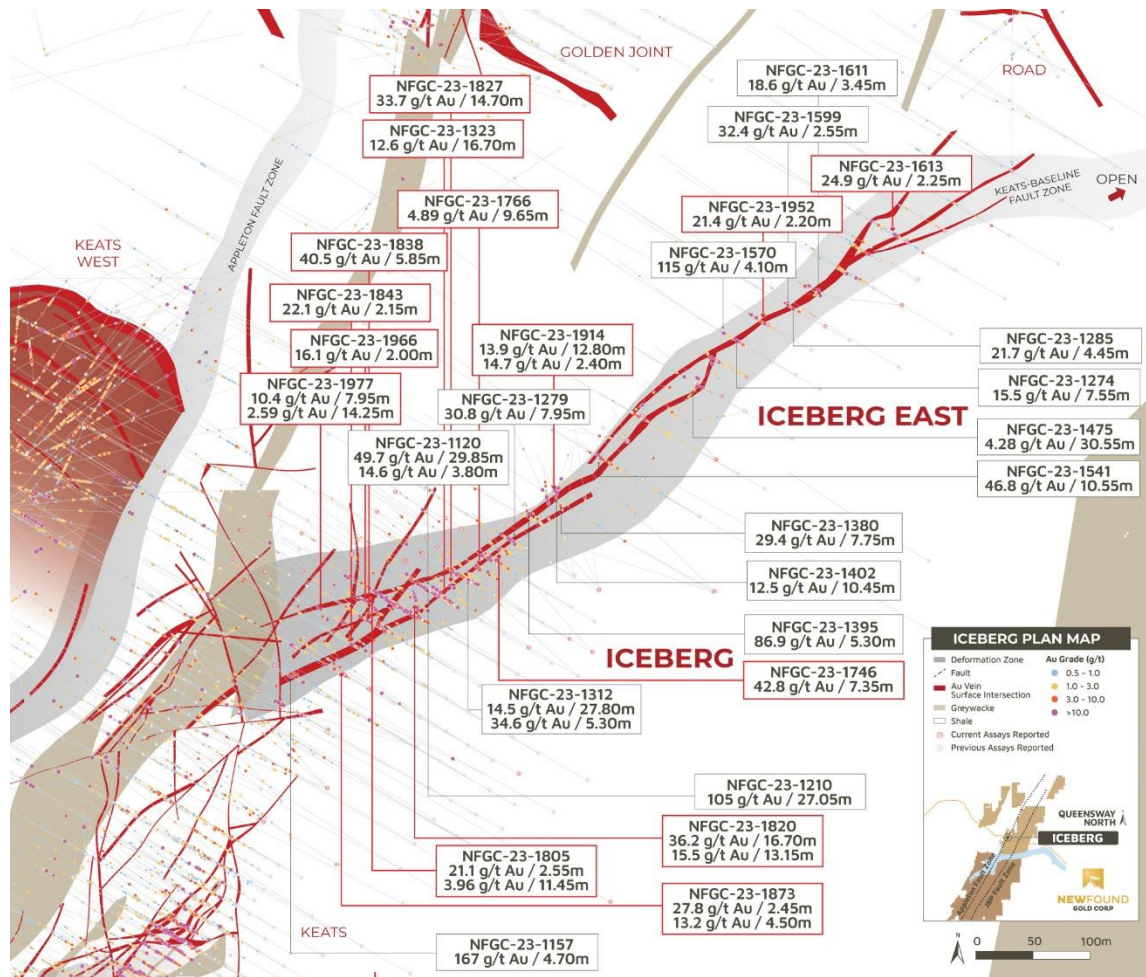 GOLDEN JOINT
ROAD
NFGC-23-1827
33.7 g/t Au / 14.70m
NFGC-23-1323
12.6 g/t Au / 16.70m
NFGC-23-1766
4.89 g/t Au / 9.65m
NFGC-23-1838
40.5 g/t Au / 5.85m
NFGC-23-1843
22.1 g/t Au / 2.15m
NFGC-23-1966
16.1 g/t Au / 2.00m
NFGC-23-1977
10.4 g/t Au / 7.95m
2.59 g/t Au / 14.25m
NFGC-23-1914
13.9 g/t Au / 12.80m
14.7 g/t Au / 2.40m
NFGC-23-1279
30.8 g/t Au / 7.95m
NFGC-23-1120
49.7 g/t Au / 29.85m
14.6 g/t Au / 3.80m
NFGC-23-1611
18.6 g/t Au / 3.45m
NFGC-23-1599
32.4 g/t Au / 2.55m
NFGC-23-1613
24.9 g/t Au / 2.25m
NFGC-23-1952
21.4 g/t Au / 2.20m
NFGC-23-1570
115 g/t Au / 4.10m
KEATS-BASELINE
FAULT ZONE
OPEN
APPLETON FAULT ZONE
KEATS
WEST
NFGC-23-1285
21.7 g/t Au / 4.45m
NFGC-23-1274
15.5 g/t Au / 7.55m
NFGC-23-1475
4.28 g/t Au / 30.55m
NFGC-23-1541
46.8 g/t Au / 10.55m
ICEBERG EAST
NFGC-23-1380
29.4 g/t Au / 7.75m
NFGC-23-1402
12.5 g/t Au / 10.45m
NFGC-23-1395
86.9 g/t Au / 5.30m
NFGC-23-1746
42.8 g/t Au / 7.35m
ICEBERG
NFGC-23-1312
14.5 g/t Au / 27.80m
34.6 g/t Au / 5.30m
NFGC-23-1210
105 g/t Au / 27.05m
NFGC-23-1820
36.2 g/t Au / 16.70m
15.5 g/t Au / 13.15m
NFGC-23-1805
21.1 g/t Au / 2.55m
3.96 g/t Au / 11.45m
NFGC-23-1873
27.8 g/t Au / 2.45m
13.2 g/t Au / 4.50m
KEATS
NFGC-23-1157
167 g/t Au / 4.70m
ICEBERG PLAN MAP
Deformation Zone
Fault
Au Vein
Surface Intersection
Greywacke
Shale
Current Assays Reported
Previous Assays Reported
Au Grade (g/t)
0.5 – 1.0
1.0 – 3.0
3.0 – 10.0
>10.0
QUEENSWAY
NORTH
ICEBERG
Appleton Fault Zone
JBP Fault Zone
NEWFOUND
GOLD CORP
N
0 50 100m